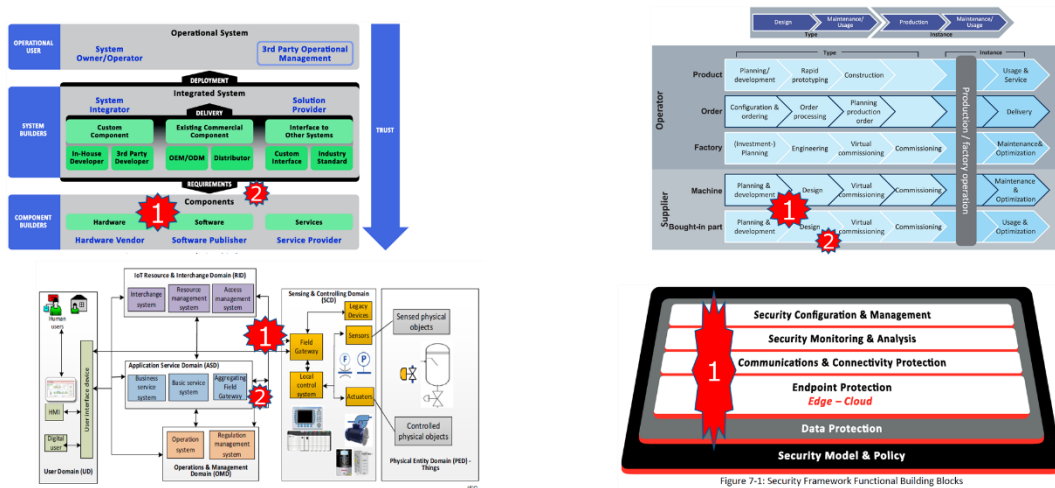 Operational System
OPERATIONAL USER
System Owner/Operator
3rd Party Operational Management
DEPLOYMENT
Integrated System
SYSTEM BUILDERS
System Integrator
Solution Provider
DELIVERY
Custom Component
Existing Commercial Component
Interface to Other Systems
In-House Developer
3rd Party Developer
OEM/ODM
Distributor
Custom Interface
Industry Standard
TRUST
REQUIREMENTS
2
Components
COMPONENT BUILDERS
1
Hardware
Software
Services
Hardware Vendor
Software Publisher
Service Provider
Design
Maintenance/ Usage
Production
Maintenance/ Usage
Type
Instance
Type
Instance
Operator
Product
Planning/ development
Rapid prototyping
Construction
Usage & Service
Order
Configuration & ordering
Order processing
Planning production order
Delivery
Factory
(Investment-) Planning
Engineering
Virtual commissioning
Commissioning
Maintenance& Optimization
Production / factory operation
Supplier
Machine
Planning & development
Design
Virtual commissioning
Commissioning
Maintenance & Optimization
1
Bought-in part
Planning & development
Design
Virtual commissioning
Commissioning
Usage & Optimization
2
IoT Resource & Interchange Domain (RID)
Interchange system
Resource management system
Access management system
Human users
HMI
Digital user
User interface device
User Domain (UD)
Application Service Domain (ASD)
Business service system
Basic service system
Aggregating Field Gateway
2
Operation system
Regulation management system
Operations & Management Domain (OMD)
Sensing & Controlling Domain (SCD)
1
Field Gateway
Legacy Devices
Sensors
F
P
Local control system
Actuators
Sensed physical objects
Controlled physical objects
Physical Entity Domain (PED) - Things
1
Security Configuration & Management
Security Monitoring & Analysis
Communications & Connectivity Protection
Endpoint Protection
Edge – Cloud
Data Protection
Security Model & Policy
Figure 7-1: Security Framework Functional Building Blocks